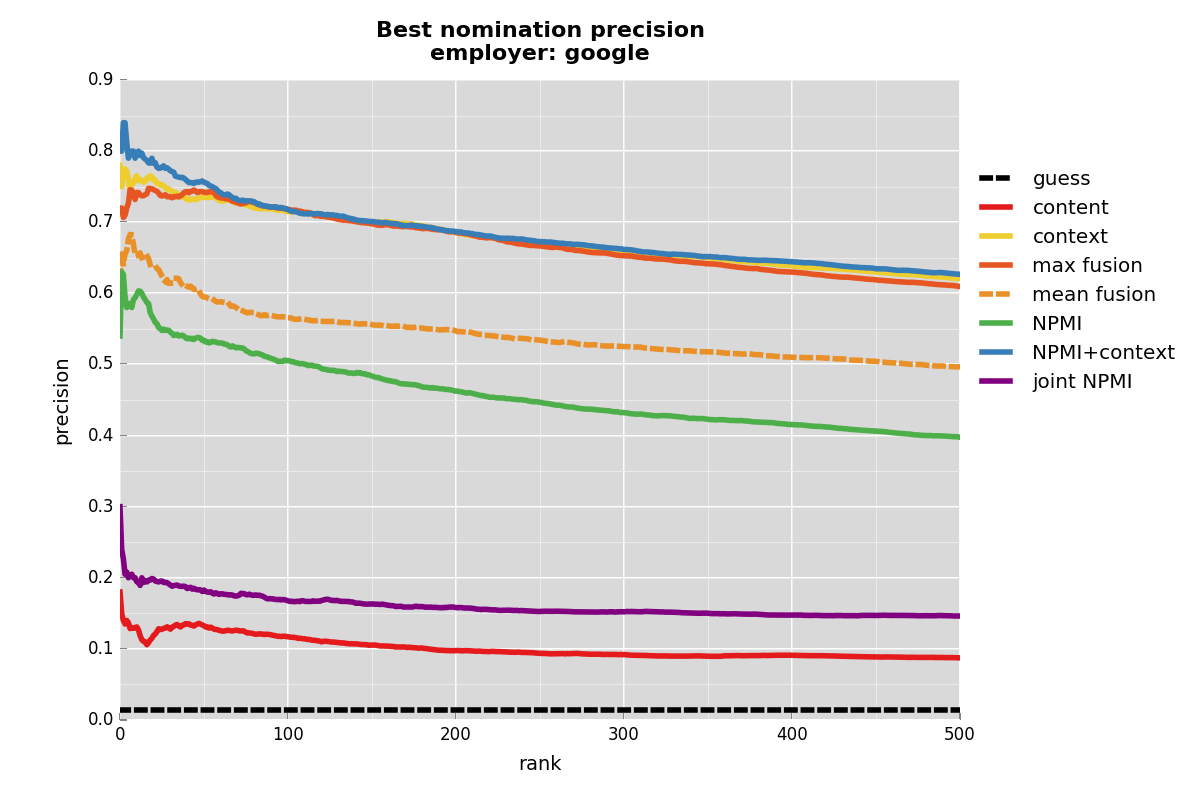 Best nomination precision
employer: google
precision
0.9
0.8
0.7
0.6
0.5
0.4
0.3
0.2
0.1
0.0
0
100
200
300
400
500
rank
guess
content
context
max fusion
mean fusion
NPMI
NPMI+context
joint NPMI